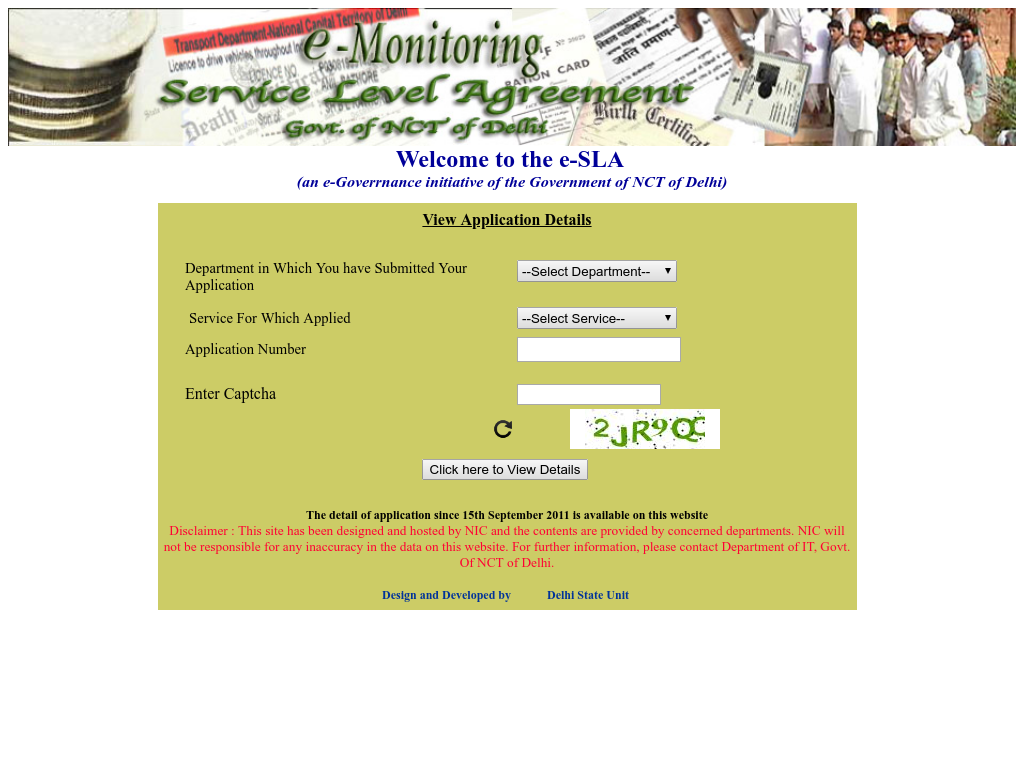 Transport Department-National Capital Territory of Delhi
Licence to drive vehicles throughout In
e-Monitoring
RATION CARD
Service Level Agreement
Death
Birth Certificat
Govt. of NCT of Delhi
Welcome to the e-SLA
(an e-Goverrnance initiative of the Government of NCT of Delhi)
View Application Details
Department in Which You have Submitted Your
Application
--Select Department--
Service For Which Applied
--Select Service--
Application Number
Enter Captcha
2JR9QC
Click here to View Details
The detail of application since 15th September 2011 is available on this website
Disclaimer : This site has been designed and hosted by NIC and the contents are provided by concerned departments. NIC will
not be responsible for any inaccuracy in the data on this website. For further information, please contact Department of IT, Govt.
Of NCT of Delhi.
Design and Developed by Delhi State Unit